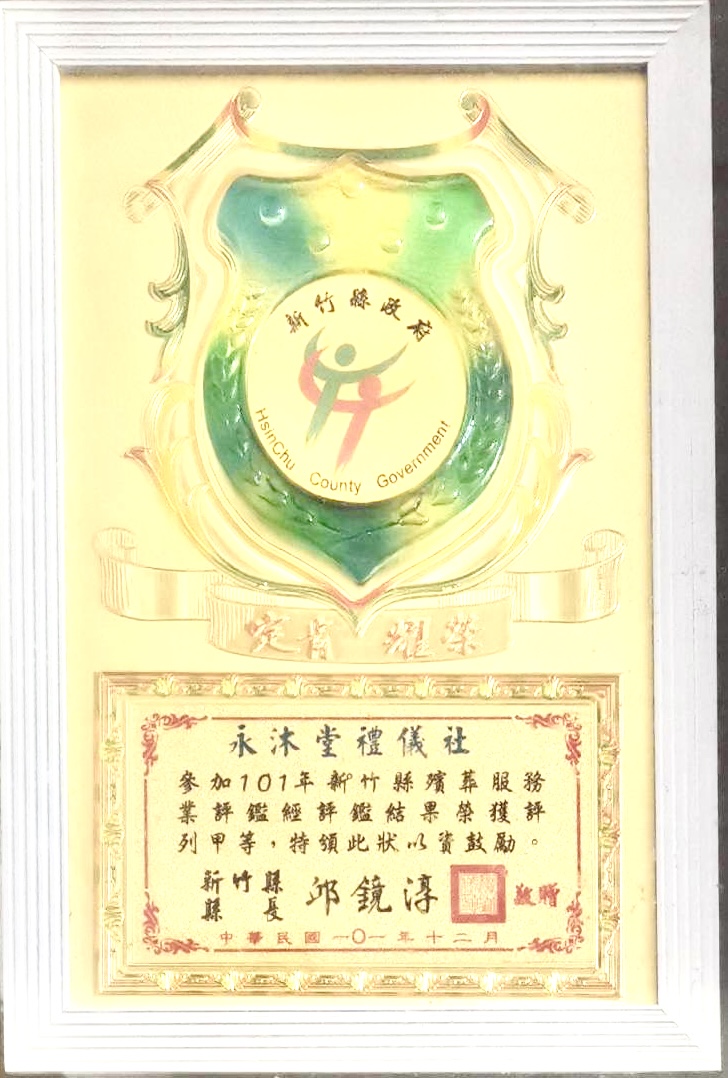 新竹縣政府
HsinChu County Government
榮耀 肯定
永沐堂禮儀社
參加101年新竹縣殯葬服務
業評鑑經評鑑結果榮獲評
列甲等，特頒此狀以資鼓勵。
新竹縣
縣長 邱鏡淳 敬贈
中華民國一0一年十二月